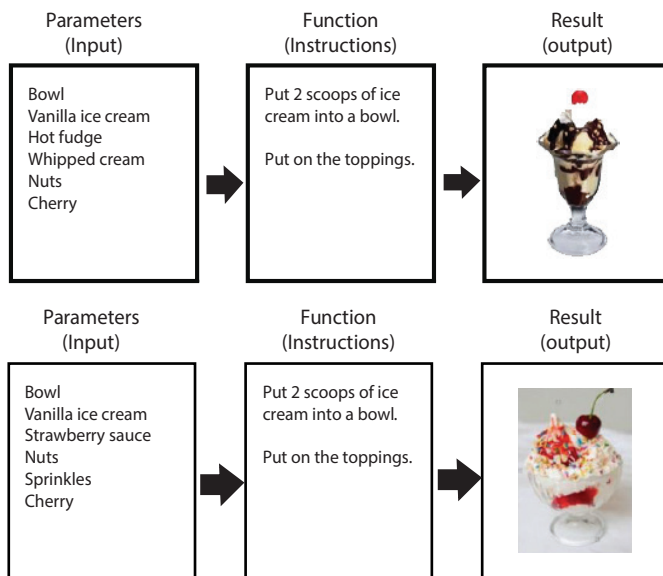 Parameters
(Input)
Function
(Instructions)
Result
(output)
Bowl
Vanilla ice cream
Hot fudge
Whipped cream
Nuts
Cherry
Put 2 scoops of ice
cream into a bowl.
Put on the toppings.
Parameters
(Input)
Function
(Instructions)
Result
(output)
Bowl
Vanilla ice cream
Strawberry sauce
Nuts
Sprinkles
Cherry
Put 2 scoops of ice
cream into a bowl.
Put on the toppings.